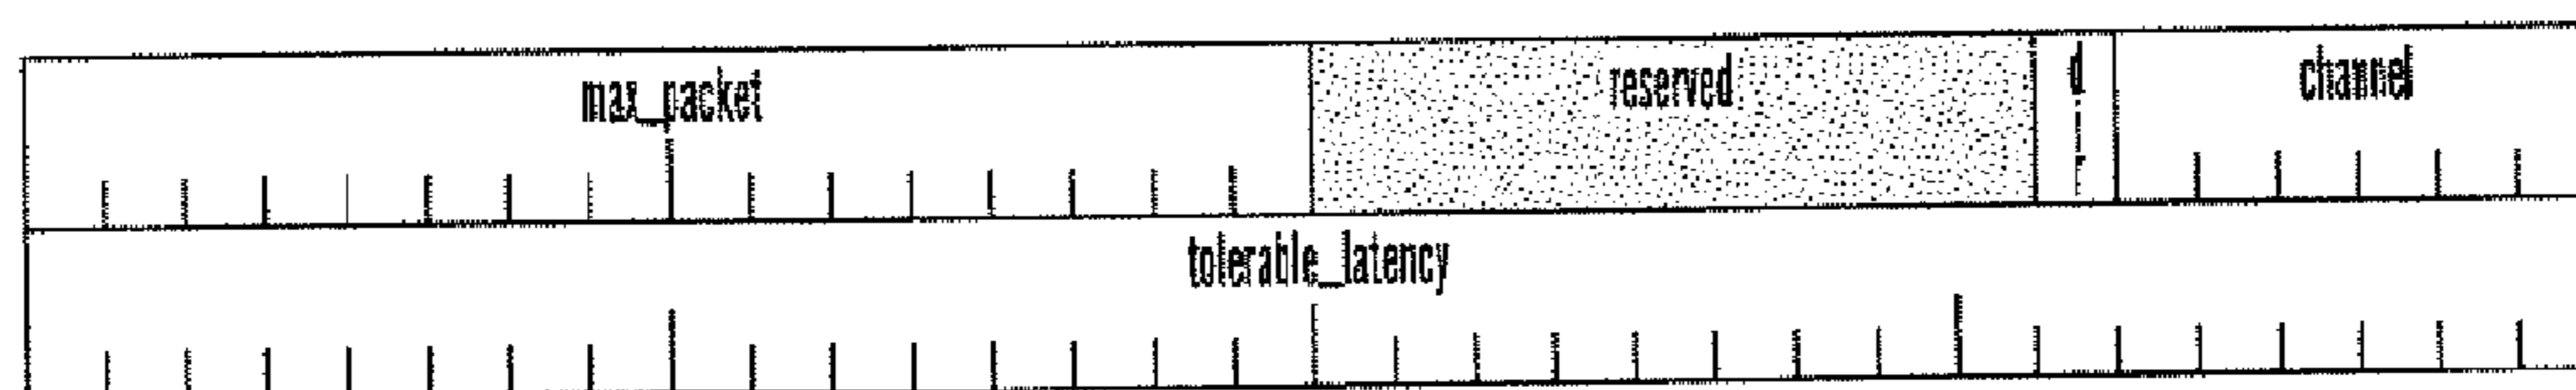 max_packet reserved d channel
tolerable_latency